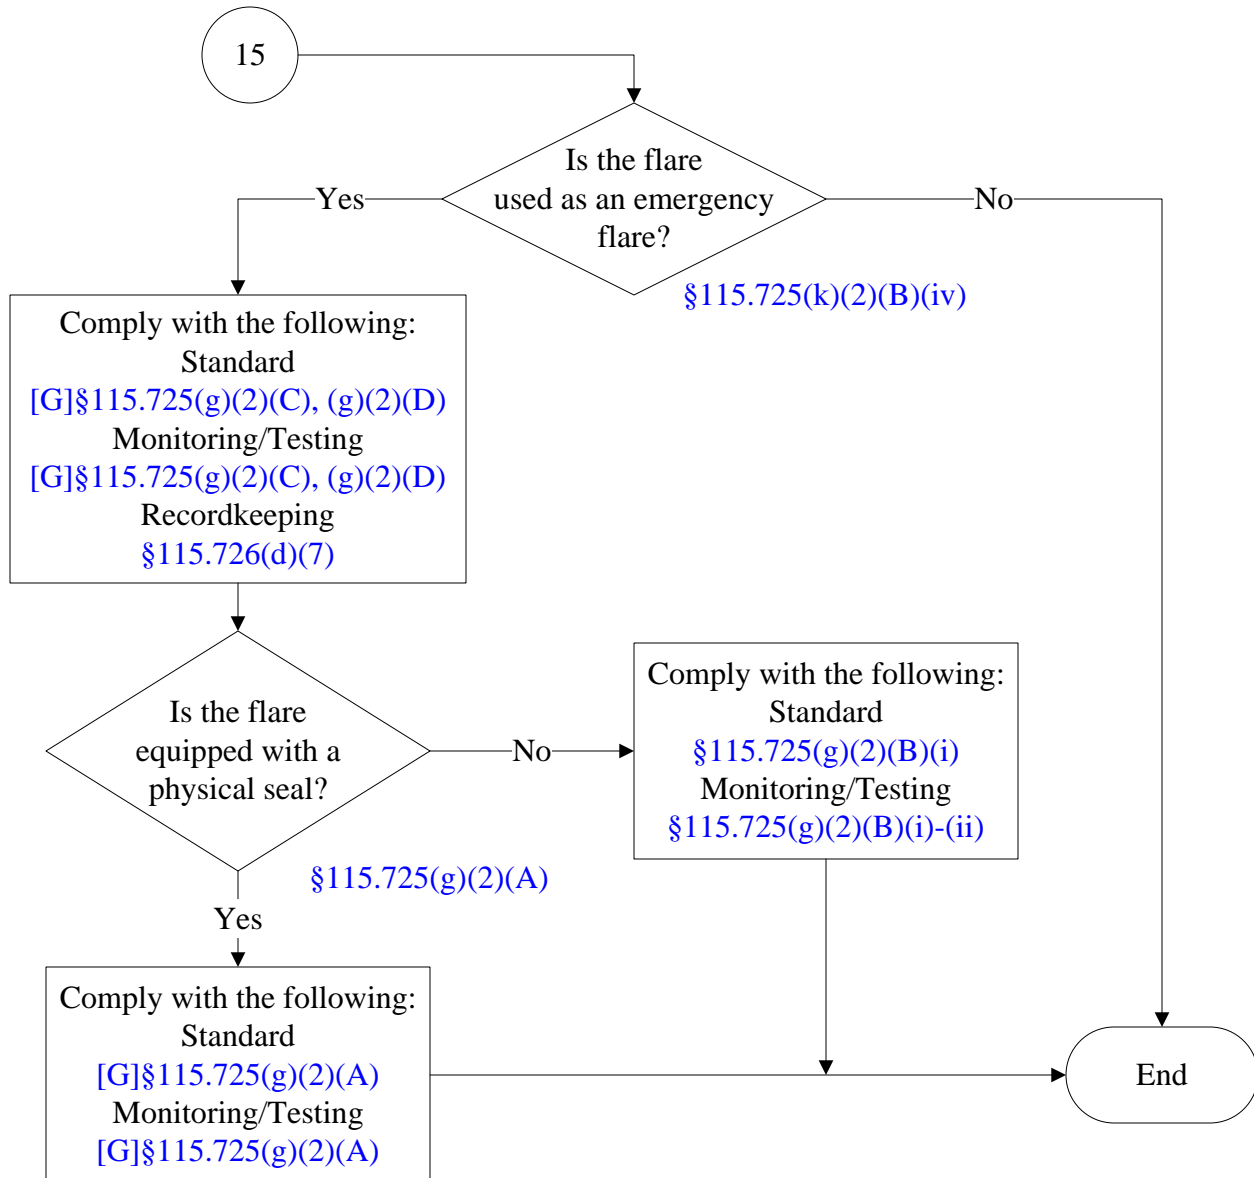 15
Is the flare
used as an emergency
flare?
Yes
No
§115.725(k)(2)(B)(iv)
Comply with the following:
Standard
[G]§115.725(g)(2)(C), (g)(2)(D)
Monitoring/Testing
[G]§115.725(g)(2)(C), (g)(2)(D)
Recordkeeping
§115.726(d)(7)
Is the flare
equipped with a
physical seal?
No
§115.725(g)(2)(A)
Yes
Comply with the following:
Standard
§115.725(g)(2)(B)(i)
Monitoring/Testing
§115.725(g)(2)(B)(i)-(ii)
Comply with the following:
Standard
[G]§115.725(g)(2)(A)
Monitoring/Testing
[G]§115.725(g)(2)(A)
End